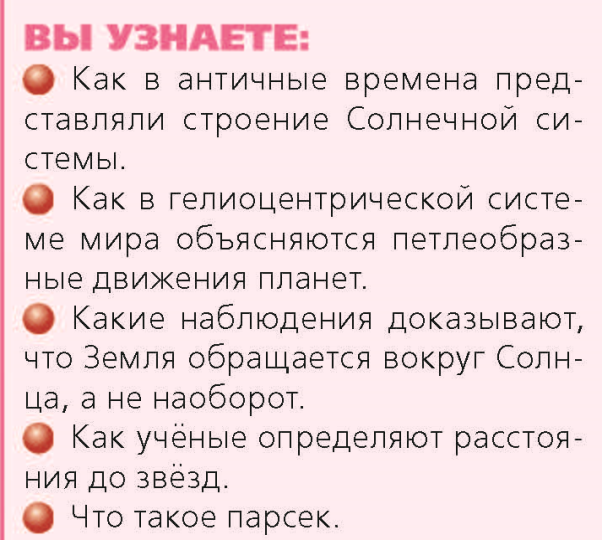 ВЫ УЗНАЕТЕ:
Как в античные времена пред-
ставляли строение Солнечной си-
стемы.
Как в гелиоцентрической систе-
ме мира объясняются петлеобраз-
ные движения планет.
Какие наблюдения доказывают,
что Земля обращается вокруг Солн-
ца, а не наоборот.
Как учёные определяют расстоя-
ния до звёзд.
Что такое парсек.